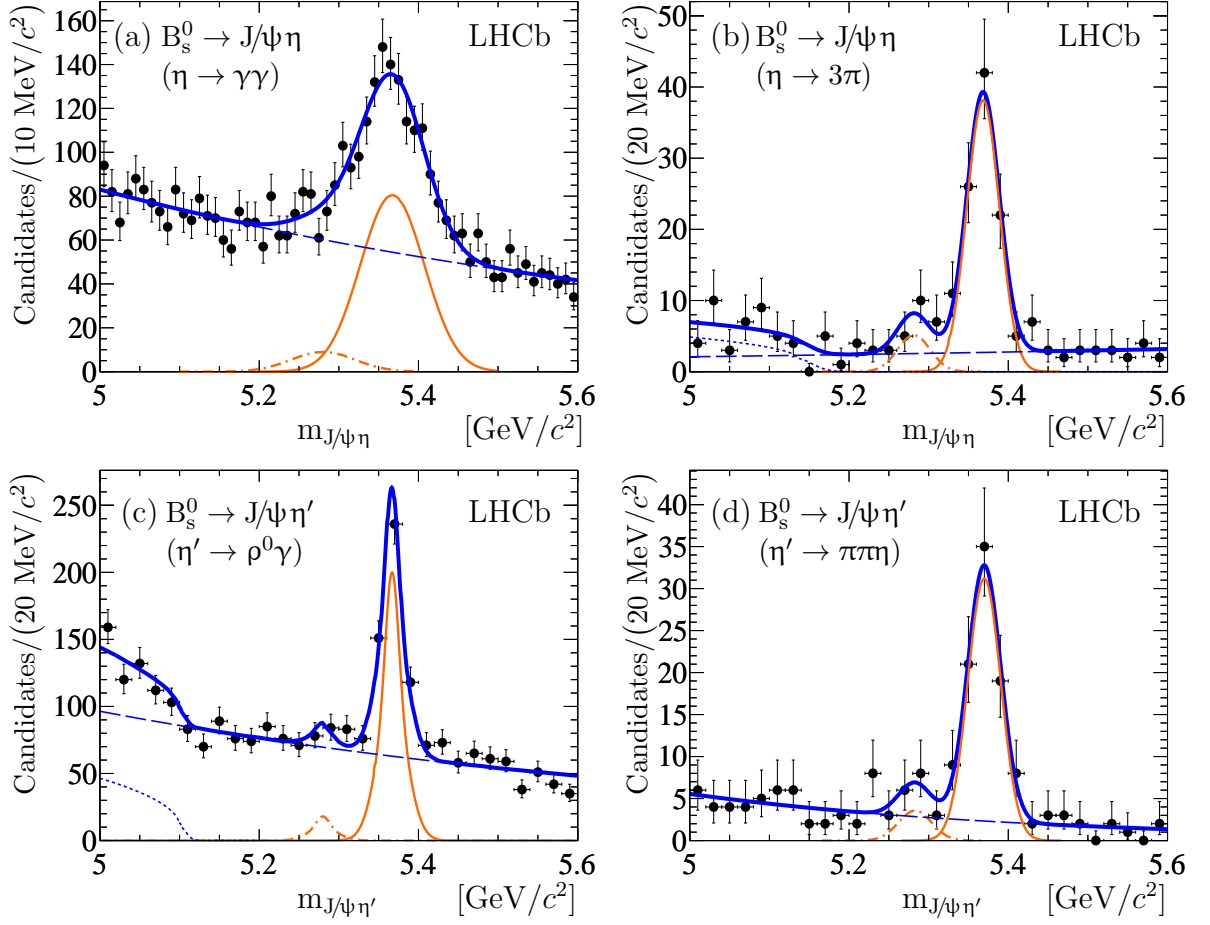 (a) B⁰ₛ → J/ψη LHCb
(η → γγ)
Candidates/(10 MeV/c²)
160
140
120
100
80
60
40
20
0
5 5.2 5.4 5.6
m_J/ψη [GeV/c²]
(b) B⁰ₛ → J/ψη LHCb
(η → 3π)
Candidates/(20 MeV/c²)
50
40
30
20
10
0
5 5.2 5.4 5.6
m_J/ψη [GeV/c²]
(c) B⁰ₛ → J/ψη′ LHCb
(η′ → ρ⁰γ)
Candidates/(20 MeV/c²)
250
200
150
100
50
0
5 5.2 5.4 5.6
m_J/ψη′ [GeV/c²]
(d) B⁰ₛ → J/ψη′ LHCb
(η′ → ππη)
Candidates/(20 MeV/c²)
40
35
30
25
20
15
10
5
0
5 5.2 5.4 5.6
m_J/ψη′ [GeV/c²]